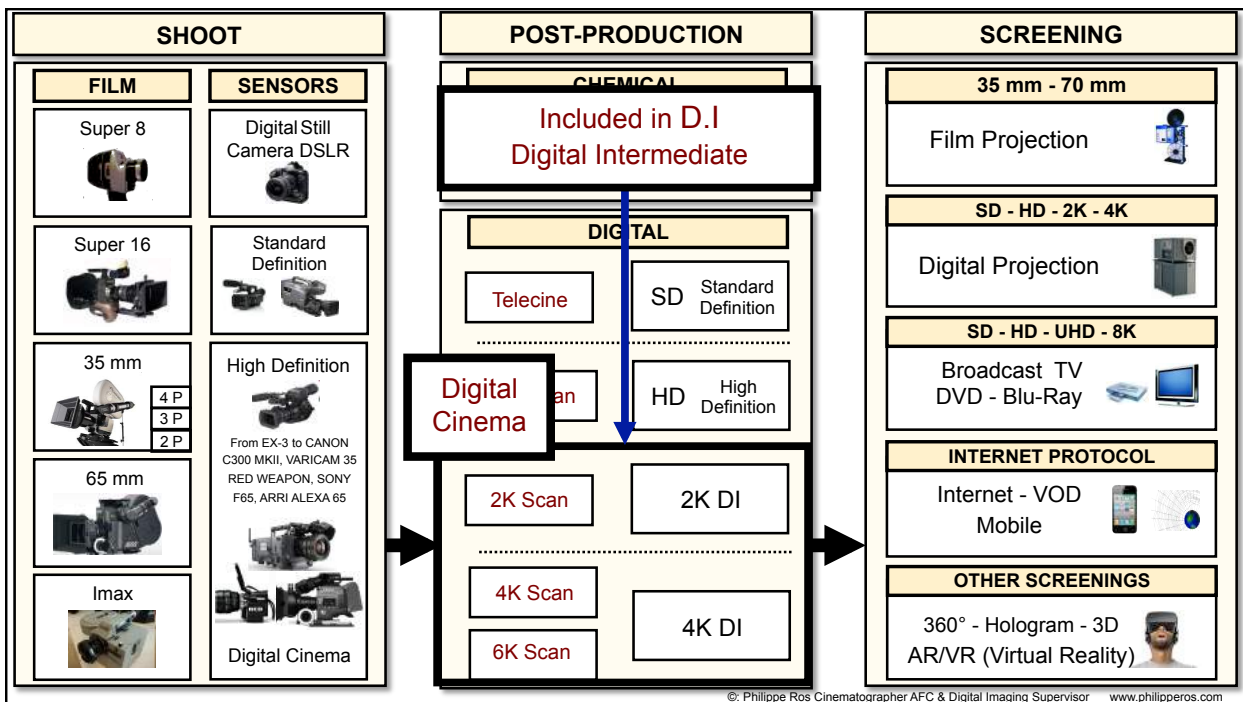 SHOOT
FILM
Super 8
Super 16
35 mm
4 P
3 P
2 P
65 mm
Imax
SENSORS
Digital Still
Camera DSLR
Standard
Definition
High Definition
From EX-3 to CANON
C300 MKII, VARICAM 35
RED WEAPON, SONY
F65, ARRI ALEXA 65
Digital Cinema
POST-PRODUCTION
CHEMICAL
Included in D.I
Digital Intermediate
DIGITAL
Telecine
SD Standard
Definition
Digital
Cinema
an
HD High
Definition
2K Scan
2K DI
4K Scan
6K Scan
4K DI
SCREENING
35 mm - 70 mm
Film Projection
SD - HD - 2K - 4K
Digital Projection
SD - HD - UHD - 8K
Broadcast TV
DVD - Blu-Ray
INTERNET PROTOCOL
Internet - VOD
Mobile
OTHER SCREENINGS
360° - Hologram - 3D
AR/VR (Virtual Reality)
©: Philippe Ros Cinematographer AFC & Digital Imaging Supervisor www.philipperos.com